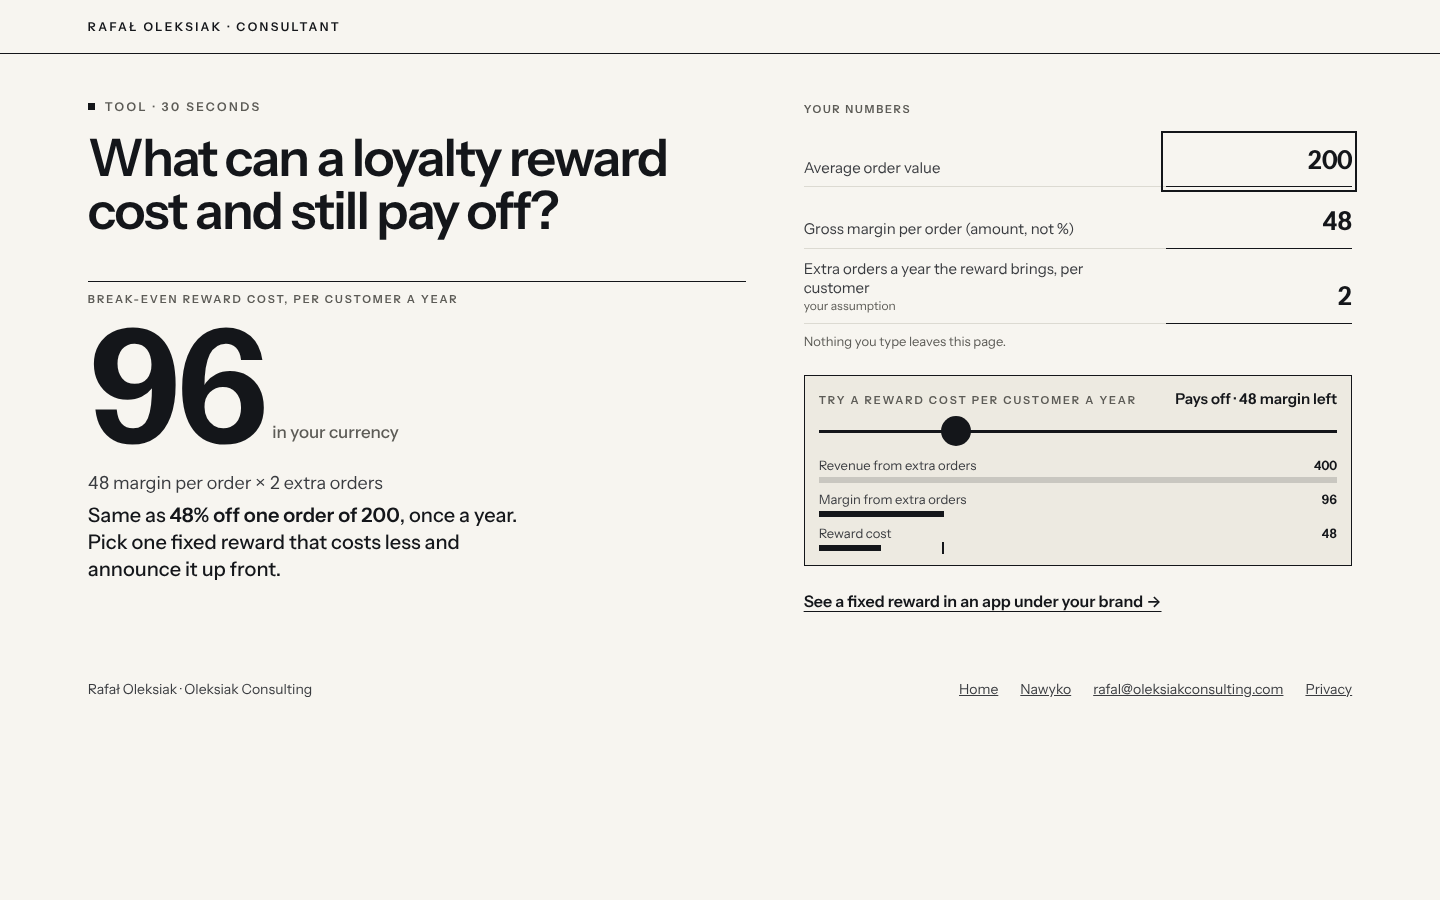 RAFAŁ OLEKSIAK · CONSULTANT
TOOL · 30 SECONDS
What can a loyalty reward
cost and still pay off?
BREAK-EVEN REWARD COST, PER CUSTOMER A YEAR
96 in your currency
48 margin per order × 2 extra orders
Same as 48% off one order of 200, once a year.
Pick one fixed reward that costs less and
announce it up front.
YOUR NUMBERS
Average order value 200
Gross margin per order (amount, not %) 48
Extra orders a year the reward brings, per
customer
your assumption 2
Nothing you type leaves this page.
TRY A REWARD COST PER CUSTOMER A YEAR Pays off · 48 margin left
Revenue from extra orders 400
Margin from extra orders 96
Reward cost 48
See a fixed reward in an app under your brand →
Rafał Oleksiak · Oleksiak Consulting
Home Nawyko rafal@oleksiakconsulting.com Privacy